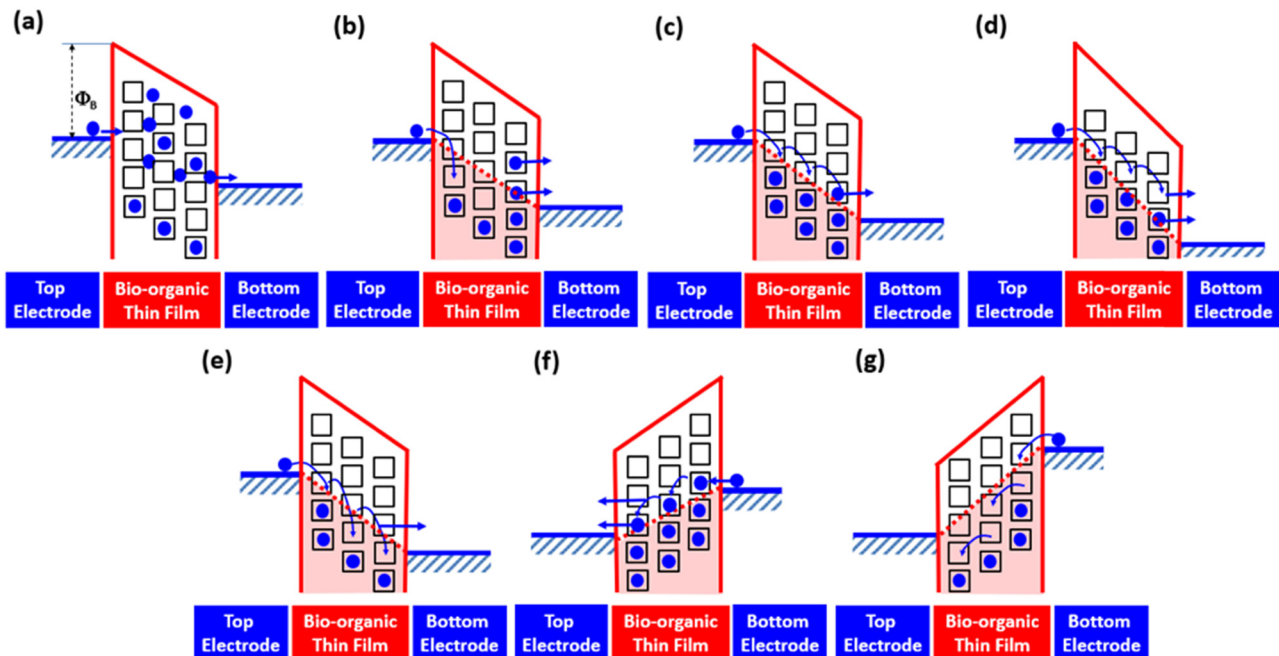 (a)
(b)
(c)
(d)
Φ_B
Top
Electrode
Bio-organic
Thin Film
Bottom
Electrode
Top
Electrode
Bio-organic
Thin Film
Bottom
Electrode
Top
Electrode
Bio-organic
Thin Film
Bottom
Electrode
Top
Electrode
Bio-organic
Thin Film
Bottom
Electrode
(e)
(f)
(g)
Top
Electrode
Bio-organic
Thin Film
Bottom
Electrode
Top
Electrode
Bio-organic
Thin Film
Bottom
Electrode
Top
Electrode
Bio-organic
Thin Film
Bottom
Electrode